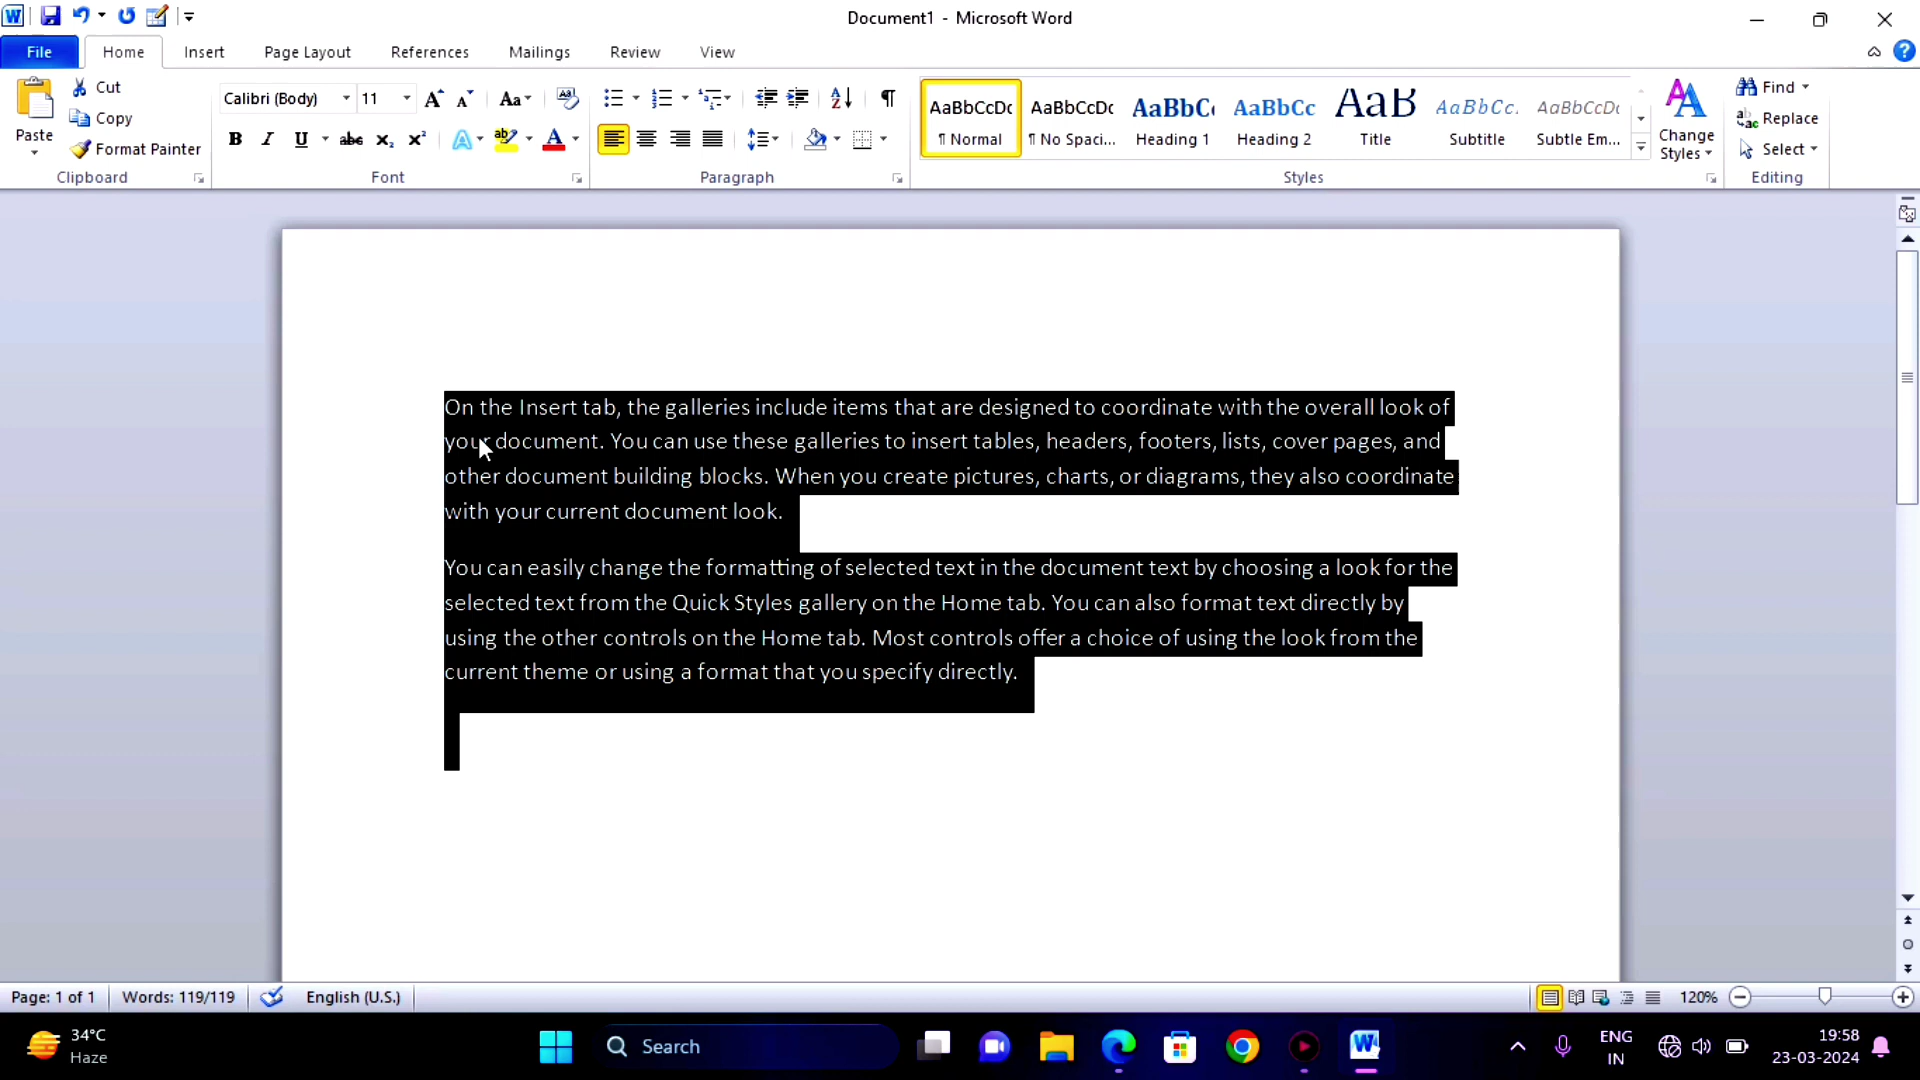 Document1 - Microsoft Word
File Home Insert Page Layout References Mailings Review View
Paste
Cut
Copy
Format Painter
Clipboard
Calibri (Body) 11
Font
Paragraph
AaBbCcDc AaBbCcDc AaBbC AaBbCc AaB AaBbCc. AaBbCcDc
¶ Normal ¶ No Spaci... Heading 1 Heading 2 Title Subtitle Subtle Em...
Styles
Change
Styles
Find
Replace
Select
Editing
On the Insert tab, the galleries include items that are designed to coordinate with the overall look of
your document. You can use these galleries to insert tables, headers, footers, lists, cover pages, and
other document building blocks. When you create pictures, charts, or diagrams, they also coordinate
with your current document look.
You can easily change the formatting of selected text in the document text by choosing a look for the
selected text from the Quick Styles gallery on the Home tab. You can also format text directly by
using the other controls on the Home tab. Most controls offer a choice of using the look from the
current theme or using a format that you specify directly.
Page: 1 of 1 Words: 119/119 English (U.S.) 120%
34°C
Haze
Search
ENG
IN
19:58
23-03-2024